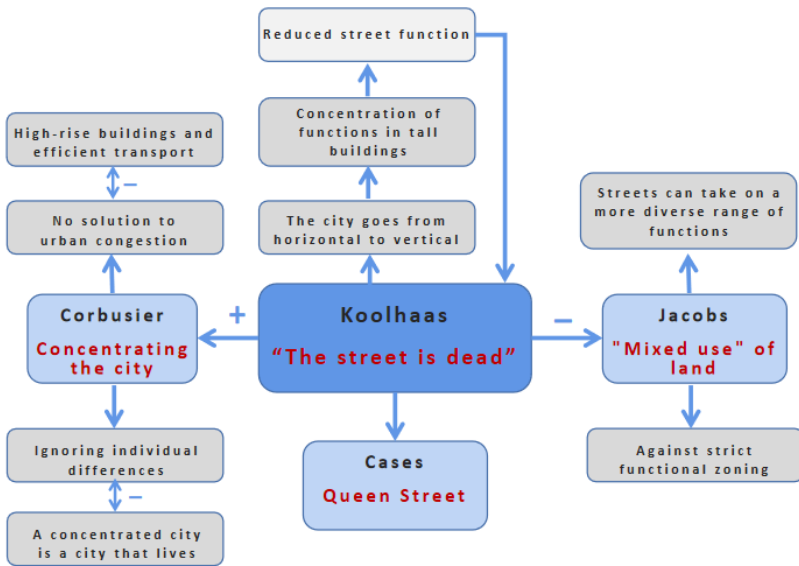 Reduced street function
Concentration of
functions in tall
buildings
The city goes from
horizontal to vertical
High-rise buildings and
efficient transport
–
No solution to
urban congestion
Streets can take on a
more diverse range of
functions
Corbusier
Concentrating
the city
+
Koolhaas
“The street is dead”
–
Jacobs
"Mixed use" of
land
Ignoring individual
differences
–
A concentrated city
is a city that lives
Cases
Queen Street
Against strict
functional zoning